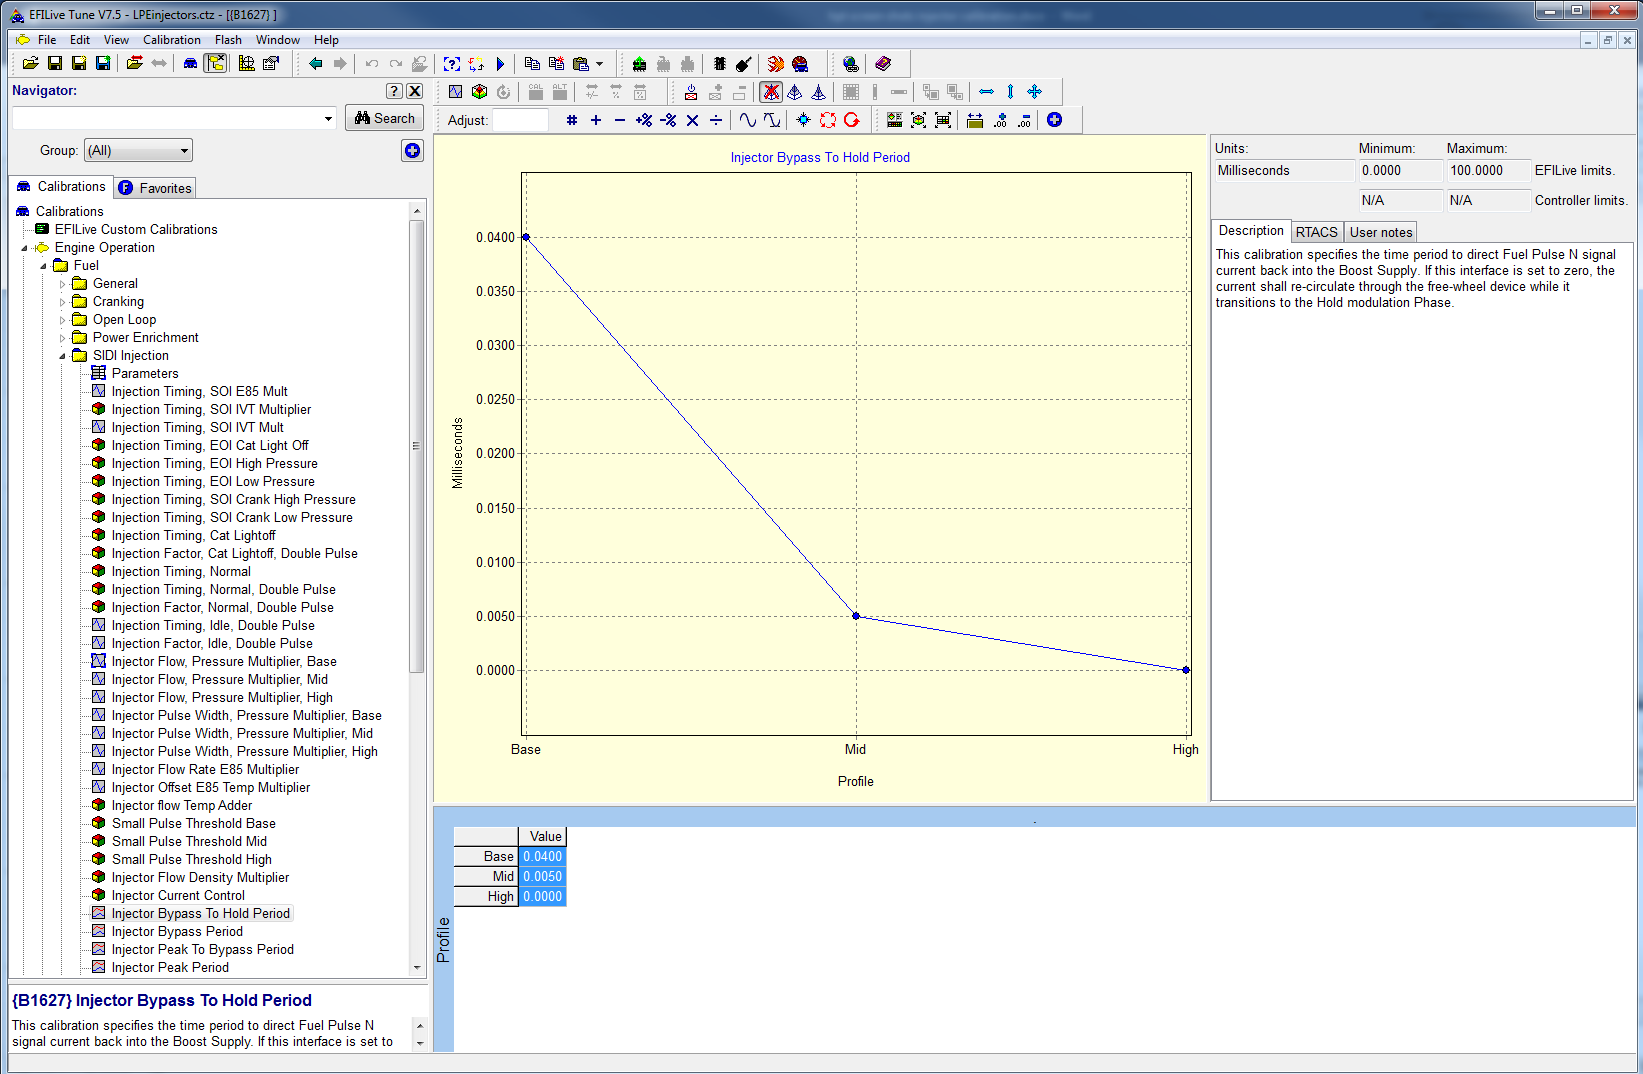 EFILive Tune V7.5 - LPEinjectors.ctz - [{B1627} ]
File Edit View Calibration Flash Window Help
Navigator:
Search
Group: (All)
Calibrations Favorites
Calibrations
EFILive Custom Calibrations
Engine Operation
Fuel
General
Cranking
Open Loop
Power Enrichment
SIDI Injection
Parameters
Injection Timing, SOI E85 Mult
Injection Timing, SOI IVT Multiplier
Injection Timing, SOI IVT Mult
Injection Timing, EOI Cat Light Off
Injection Timing, EOI High Pressure
Injection Timing, EOI Low Pressure
Injection Timing, SOI Crank High Pressure
Injection Timing, SOI Crank Low Pressure
Injection Timing, Cat Lightoff
Injection Factor, Cat Lightoff, Double Pulse
Injection Timing, Normal
Injection Timing, Normal, Double Pulse
Injection Factor, Normal, Double Pulse
Injection Timing, Idle, Double Pulse
Injection Factor, Idle, Double Pulse
Injector Flow, Pressure Multiplier, Base
Injector Flow, Pressure Multiplier, Mid
Injector Flow, Pressure Multiplier, High
Injector Pulse Width, Pressure Multiplier, Base
Injector Pulse Width, Pressure Multiplier, Mid
Injector Pulse Width, Pressure Multiplier, High
Injector Flow Rate E85 Multiplier
Injector Offset E85 Temp Multiplier
Injector flow Temp Adder
Small Pulse Threshold Base
Small Pulse Threshold Mid
Small Pulse Threshold High
Injector Flow Density Multiplier
Injector Current Control
Injector Bypass To Hold Period
Injector Bypass Period
Injector Peak To Bypass Period
Injector Peak Period
{B1627} Injector Bypass To Hold Period
This calibration specifies the time period to direct Fuel Pulse N
signal current back into the Boost Supply. If this interface is set to
CAL ALT
Adjust:
Injector Bypass To Hold Period
0.0400
0.0350
0.0300
0.0250
0.0200
0.0150
0.0100
0.0050
0.0000
Milliseconds
Base Mid High
Profile
Units: Minimum: Maximum:
Milliseconds 0.0000 100.0000 EFILive limits.
N/A N/A Controller limits.
Description RTACS User notes
This calibration specifies the time period to direct Fuel Pulse N signal
current back into the Boost Supply. If this interface is set to zero, the
current shall re-circulate through the free-wheel device while it
transitions to the Hold modulation Phase.
Value
Base 0.0400
Mid 0.0050
High 0.0000
Profile